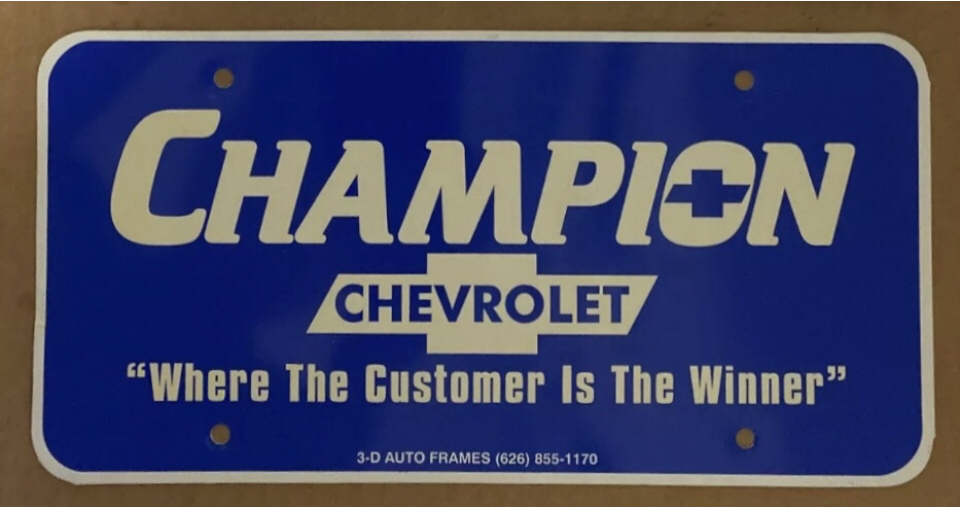 CHAMPION
CHEVROLET
“Where The Customer Is The Winner”
3-D AUTO FRAMES (626) 855-1170